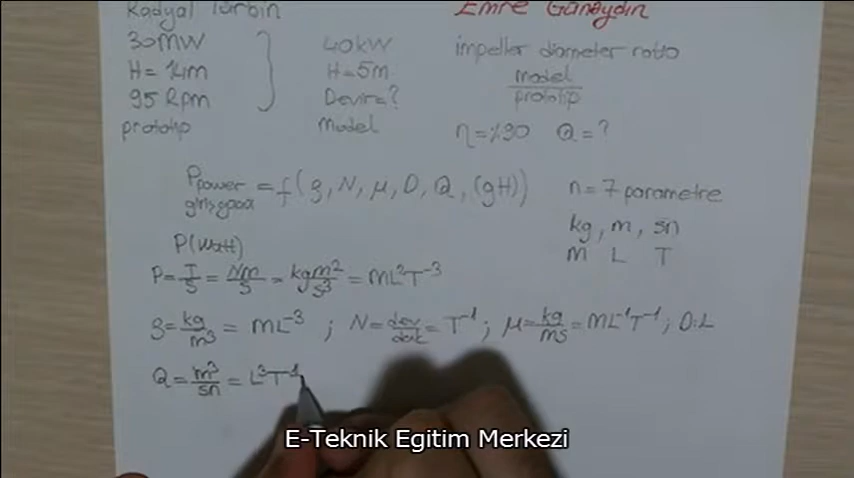 Radyal Türbin
Emre Günaydın
30MW
40kW
impeller diameter ratio
H = 14m
H = 5m
model
95 Rpm
Devir = ?
prototip
prototip
Model
η = %90 Q = ?
Ppower = f(ρ, N, μ, D, Q, (gH))
n = 7 parametre
kg, m, sn
P(Watt)
M L T
P = J/S = Nm/S = kgm²/s³ = ML²T⁻³
ρ = kg/m³ = ML⁻³ ; N = dev/dak = T⁻¹ ; μ = kg/ms = ML⁻¹T⁻¹ ; D:L
Q = m³/sn = L³T⁻¹
E-Teknik Egitim Merkezi